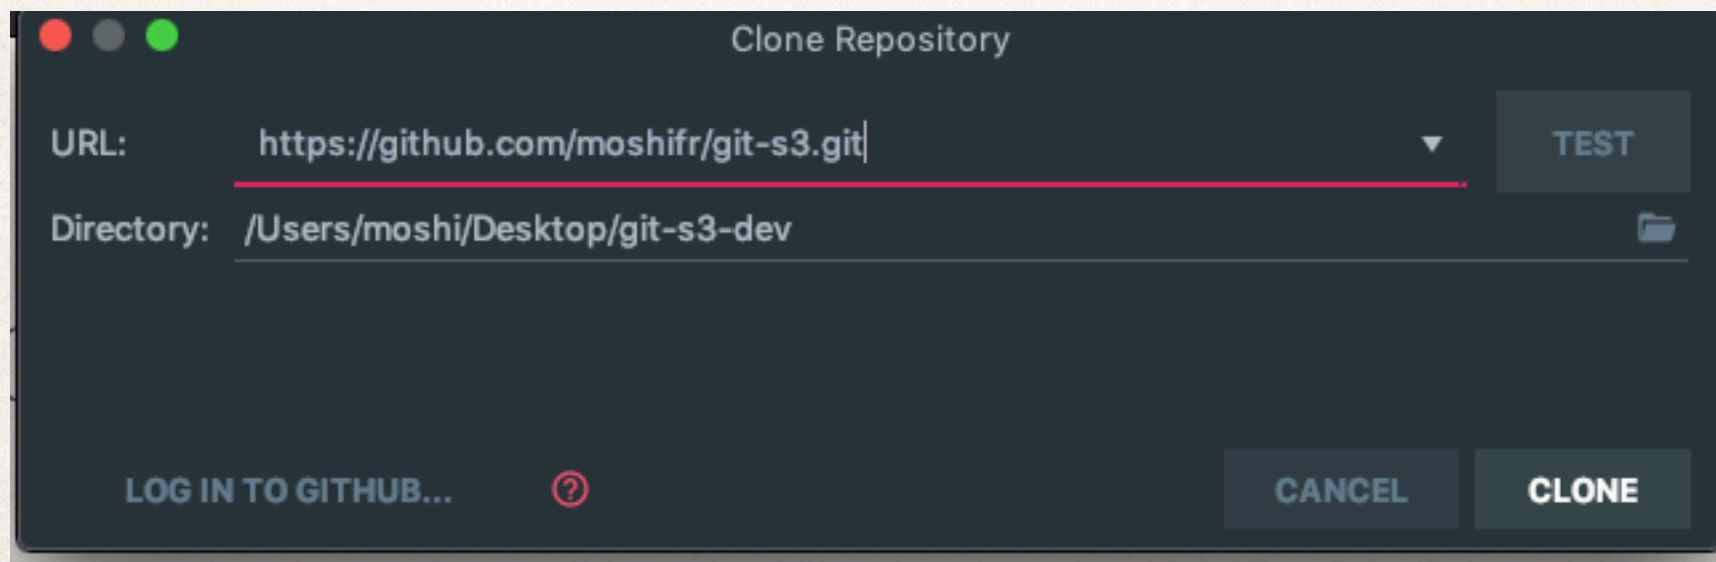 Clone Repository
URL: https://github.com/moshifr/git-s3.git TEST
Directory: /Users/moshi/Desktop/git-s3-dev
LOG IN TO GITHUB... ? CANCEL CLONE